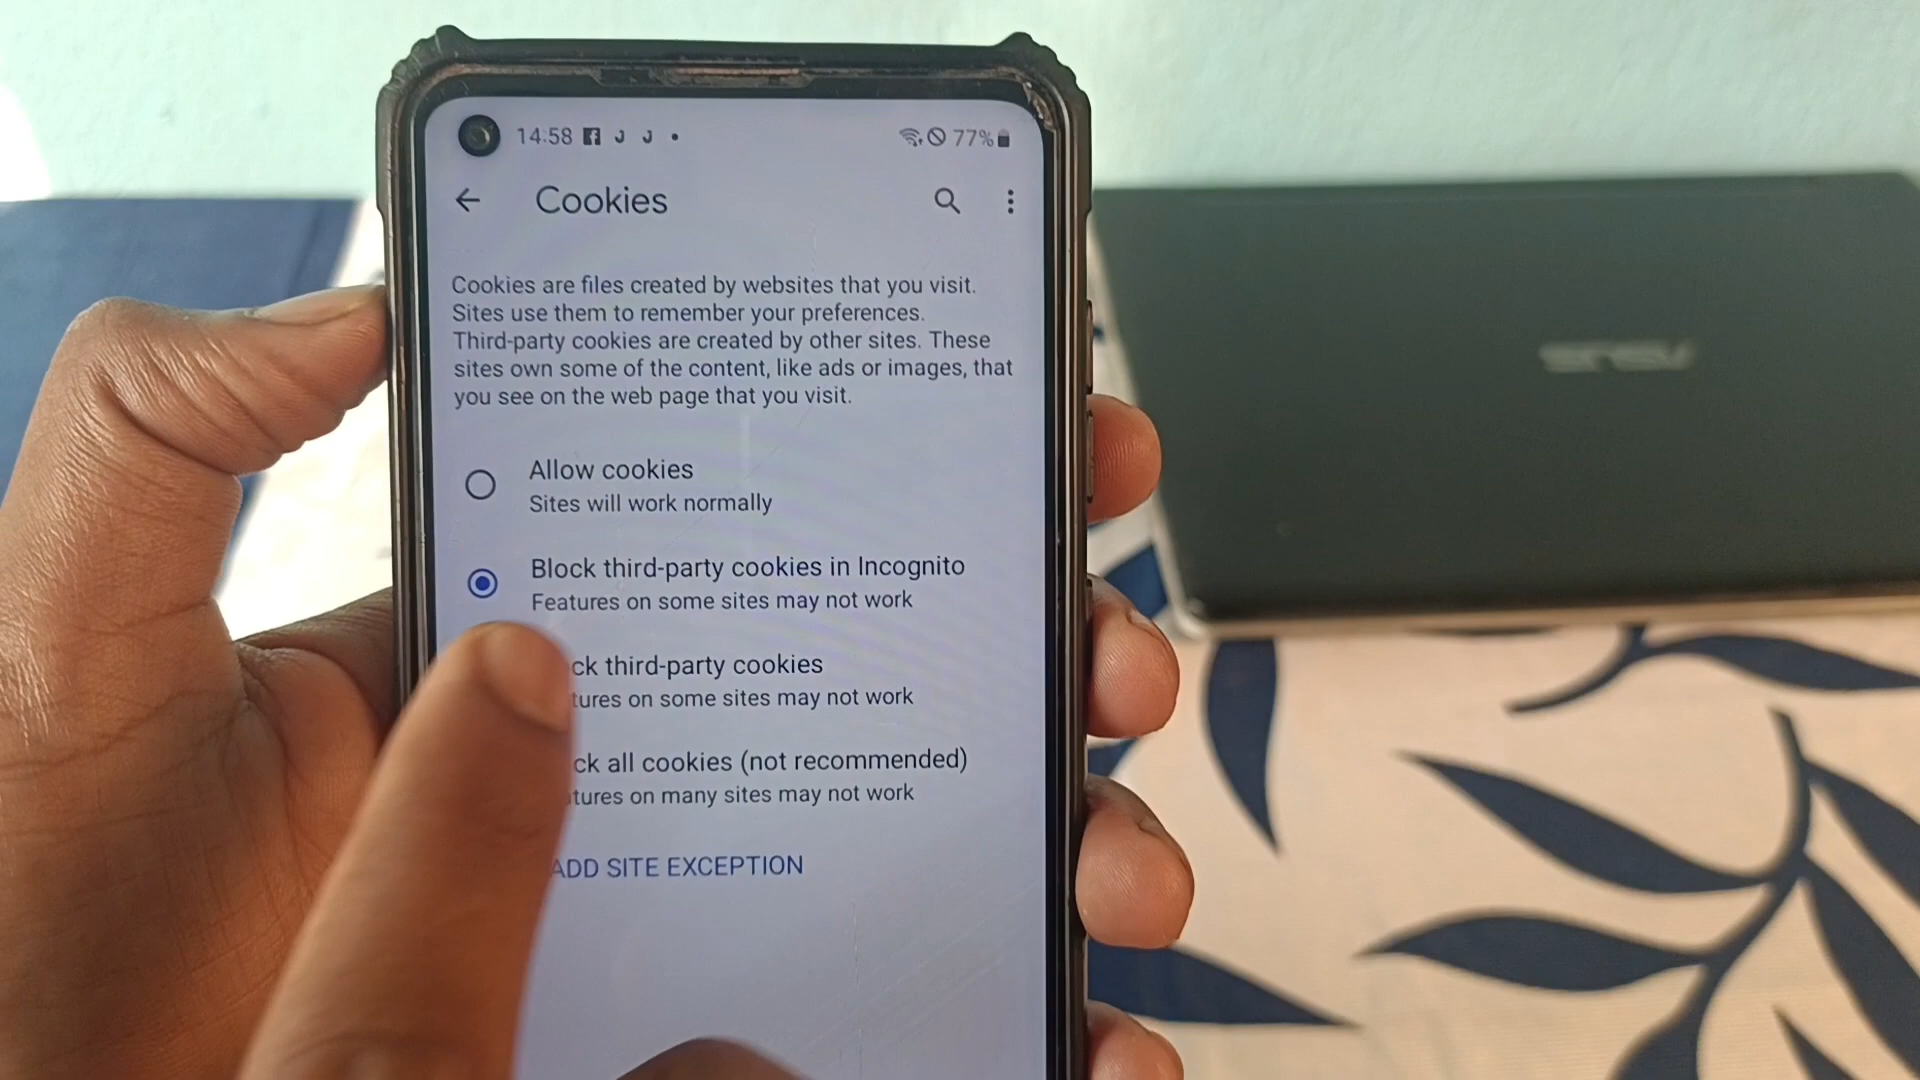 14:58
77%
Cookies
Cookies are files created by websites that you visit.
Sites use them to remember your preferences.
Third-party cookies are created by other sites. These
sites own some of the content, like ads or images, that
you see on the web page that you visit.
Allow cookies
Sites will work normally
Block third-party cookies in Incognito
Features on some sites may not work
ck third-party cookies
tures on some sites may not work
ck all cookies (not recommended)
tures on many sites may not work
ADD SITE EXCEPTION
ASUS